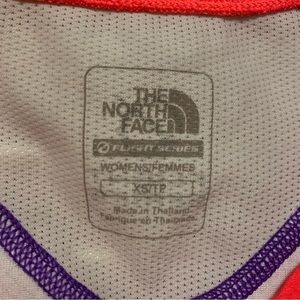 THE
NORTH
FACE
FLIGHT SERIES
WOMENS/FEMMES
XS/TP
Made in Thailand
Fabriqué en Thaïlande